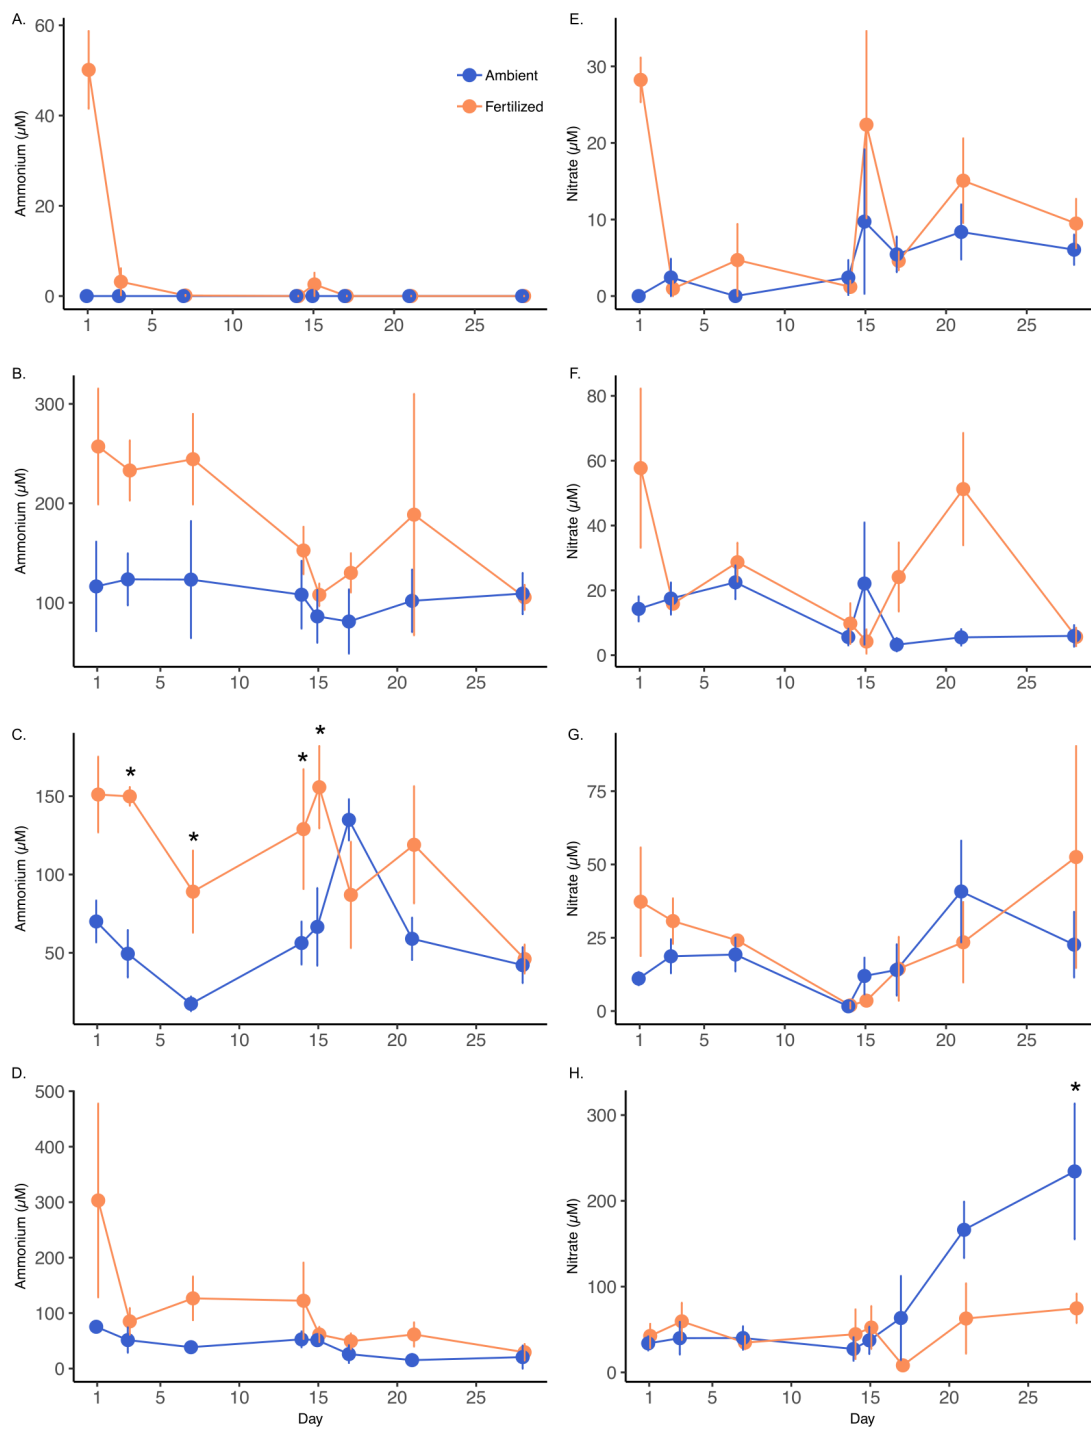 A.
60
40
20
0
Ammonium (µM)
Ambient
Fertilized
1 5 10 15 20 25
E.
30
20
10
0
Nitrate (µM)
1 5 10 15 20 25
B.
300
200
100
Ammonium (µM)
1 5 10 15 20 25
F.
80
60
40
20
0
Nitrate (µM)
1 5 10 15 20 25
C.
150
100
50
Ammonium (µM)
* * * *
1 5 10 15 20 25
G.
75
50
25
0
Nitrate (µM)
1 5 10 15 20 25
D.
500
400
300
200
100
0
Ammonium (µM)
1 5 10 15 20 25
Day
H.
300
200
100
0
Nitrate (µM)
*
1 5 10 15 20 25
Day